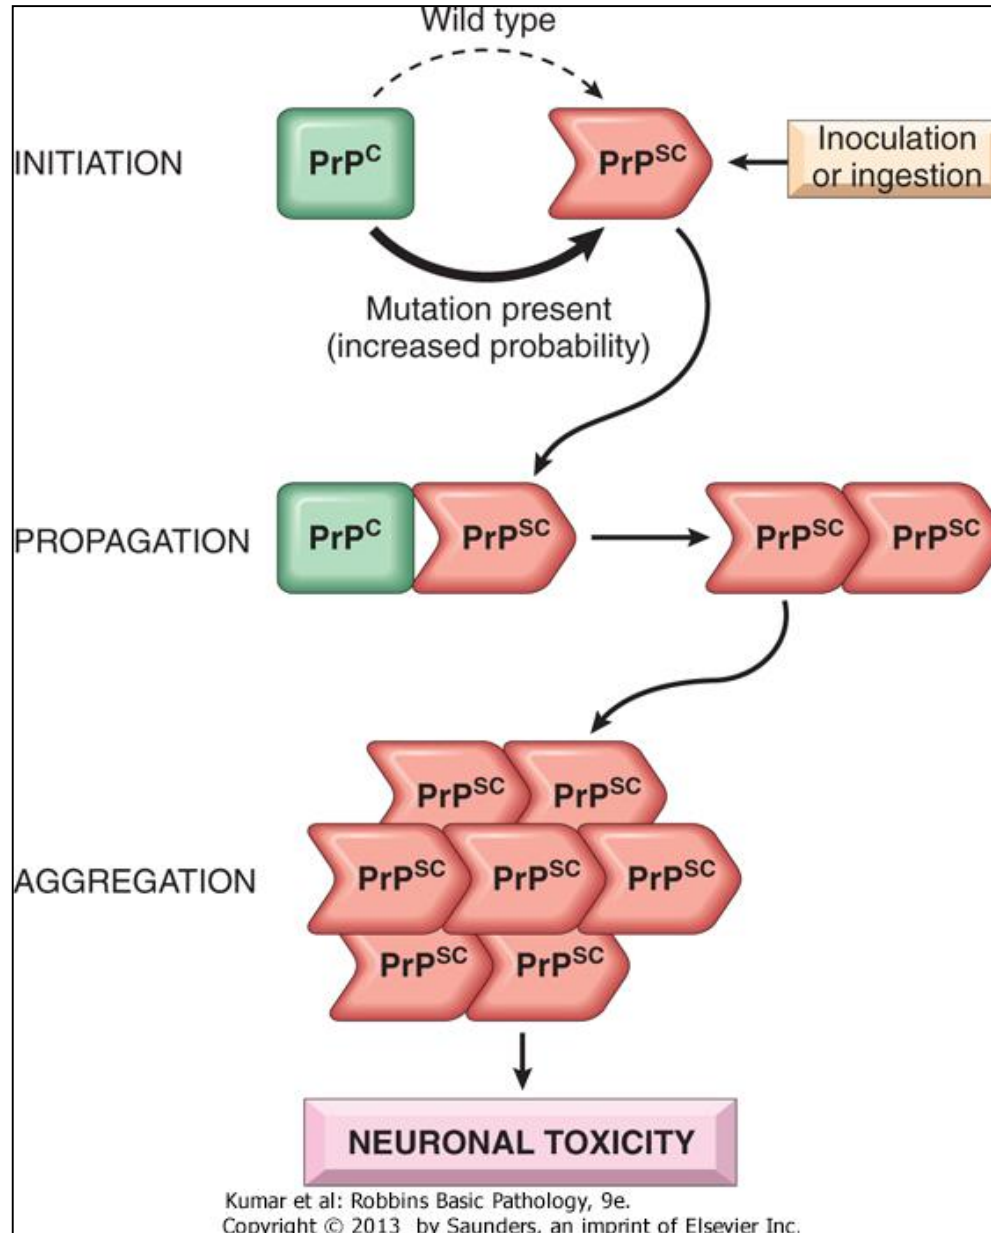 Wild type
INITIATION
PrPC
PrPSC
Inoculation
or ingestion
Mutation present
(increased probability)
PROPAGATION
PrPC
PrPSC
PrPSC
PrPSC
PrPSC
PrPSC
AGGREGATION
PrPSC
PrPSC
PrPSC
PrPSC
PrPSC
NEURONAL TOXICITY
Kumar et al: Robbins Basic Pathology, 9e.
Copyright © 2013 by Saunders, an imprint of Elsevier Inc.